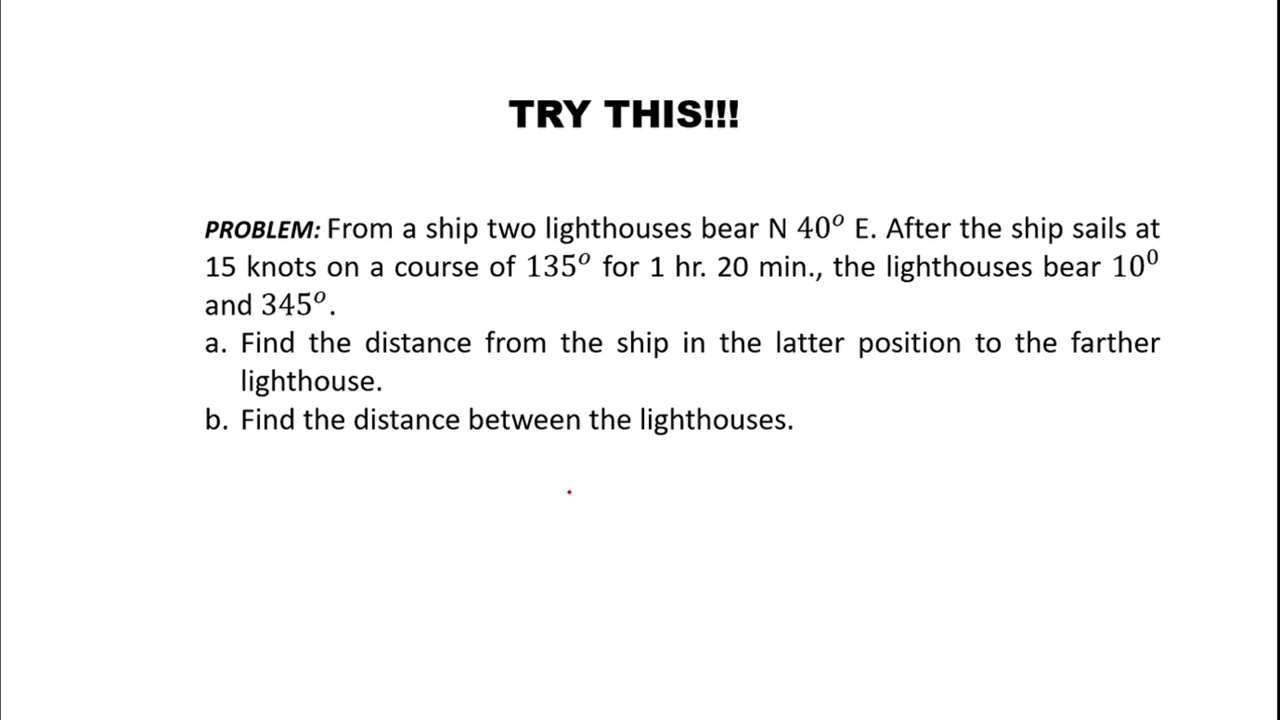 TRY THIS!!!
PROBLEM: From a ship two lighthouses bear N 40° E. After the ship sails at
15 knots on a course of 135° for 1 hr. 20 min., the lighthouses bear 10⁰
and 345°.
a. Find the distance from the ship in the latter position to the farther
lighthouse.
b. Find the distance between the lighthouses.